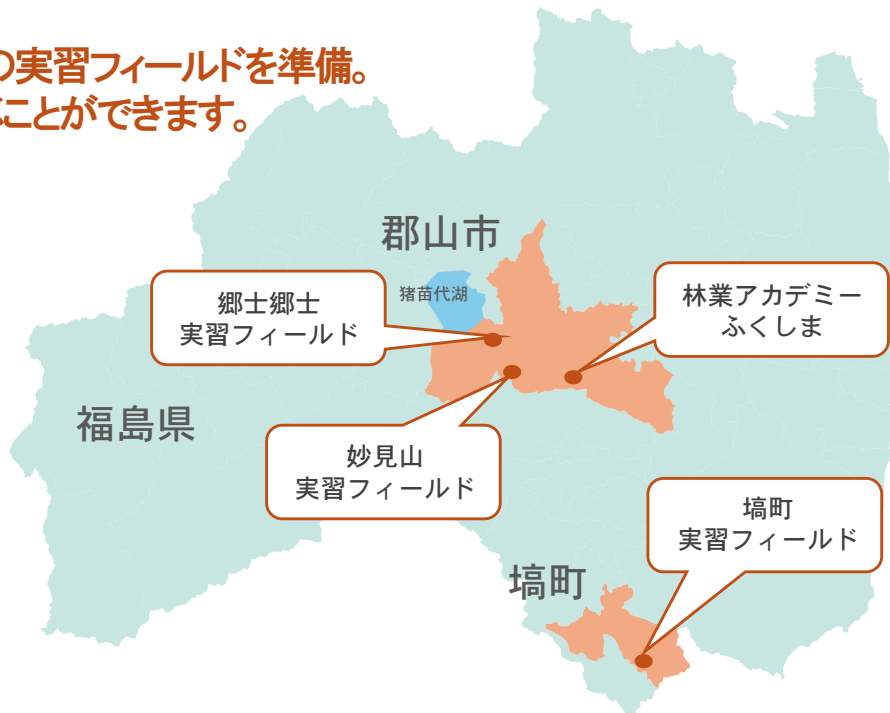 の実習フィールドを準備。
ことができます。
郡山市
猪苗代湖
郷士郷士
実習フィールド
林業アカデミー
ふくしま
福島県
妙見山
実習フィールド
塙町
実習フィールド
塙町